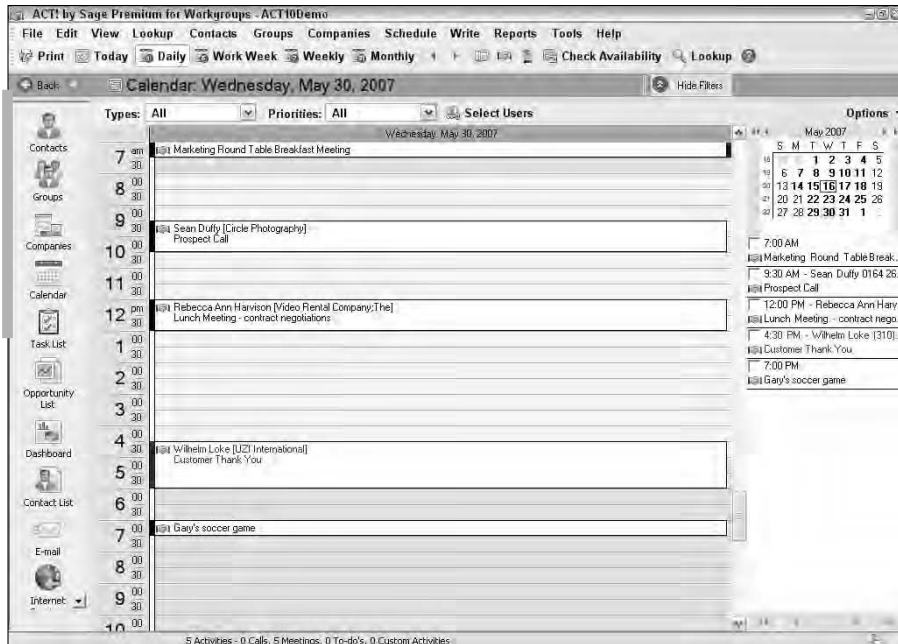 ACT! by Sage Premium for Workgroups - ACT10Demo
File Edit View Lookup Contacts Groups Companies Schedule Write Reports Tools Help
Print Today Daily Work Week Weekly Monthly Check Availability Lookup
Back Calendar: Wednesday, May 30, 2007 Hide Filters
Types: All Priorities: All Select Users Options
Wednesday, May 30, 2007
7 am Marketing Round Table Breakfast Meeting
30
8 00
30
9 00
30 Sean Duffy [Circle Photography]
Prospect Call
10 00
30
11 00
30
12 pm Rebecca Ann Harvison [Video Rental Company;The]
30 Lunch Meeting - contract negotiations
1 00
30
2 00
30
3 00
30
4 00
30 Wilhelm Loke [UZI International]
Customer Thank You
5 00
30
6 00
30
7 00 Gary's soccer game
30
8 00
30
9 00
30
10 00
Contacts
Groups
Companies
Calendar
Task List
Opportunity
List
Dashboard
Contact List
E-mail
Internet
May 2007
S M T W T F S
18 1 2 3 4 5
19 6 7 8 9 10 11 12
20 13 14 15 16 17 18 19
21 20 21 22 23 24 25 26
22 27 28 29 30 31 1
7:00 AM
Marketing Round Table Break..
9:30 AM - Sean Duffy 0164 26..
Prospect Call
12:00 PM - Rebecca Ann Harv
Lunch Meeting - contract nego..
4:30 PM - Wilhelm Loke (310)..
Customer Thank You
7:00 PM
Gary's soccer game
5 Activities - 0 Calls, 5 Meetings, 0 To-do's, 0 Custom Activities